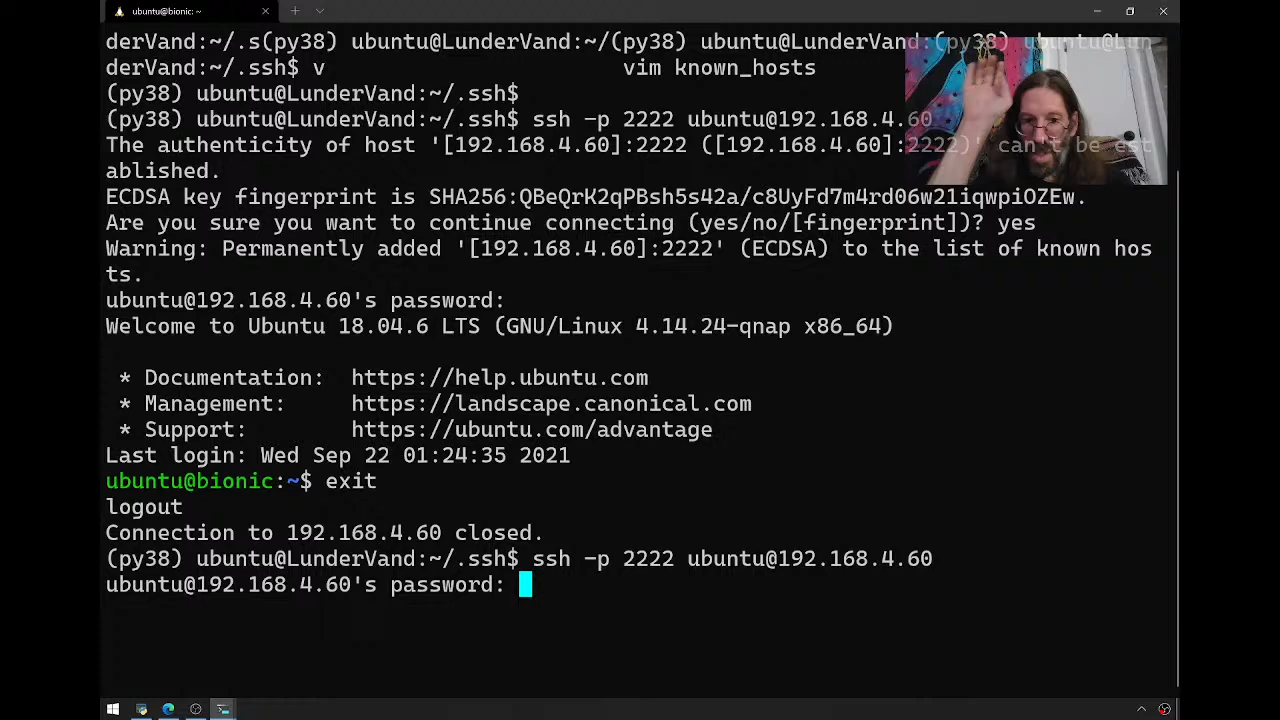 ubuntu@bionic: ~
derVand:~/.s(py38) ubuntu@LunderVand:~/(py38) ubuntu@LunderVand:(py38) ubuntu@Lun
derVand:~/.ssh$ v vim known_hosts
(py38) ubuntu@LunderVand:~/.ssh$
(py38) ubuntu@LunderVand:~/.ssh$ ssh -p 2222 ubuntu@192.168.4.60
The authenticity of host '[192.168.4.60]:2222 ([192.168.4.60]:2222)' can't be est
ablished.
ECDSA key fingerprint is SHA256:QBeQrK2qPBsh5s42a/c8UyFd7m4rd06w21iqwpiOZEw.
Are you sure you want to continue connecting (yes/no/[fingerprint])? yes
Warning: Permanently added '[192.168.4.60]:2222' (ECDSA) to the list of known hos
ts.
ubuntu@192.168.4.60's password:
Welcome to Ubuntu 18.04.6 LTS (GNU/Linux 4.14.24-qnap x86_64)
* Documentation: https://help.ubuntu.com
* Management: https://landscape.canonical.com
* Support: https://ubuntu.com/advantage
Last login: Wed Sep 22 01:24:35 2021
ubuntu@bionic:~$ exit
logout
Connection to 192.168.4.60 closed.
(py38) ubuntu@LunderVand:~/.ssh$ ssh -p 2222 ubuntu@192.168.4.60
ubuntu@192.168.4.60's password: